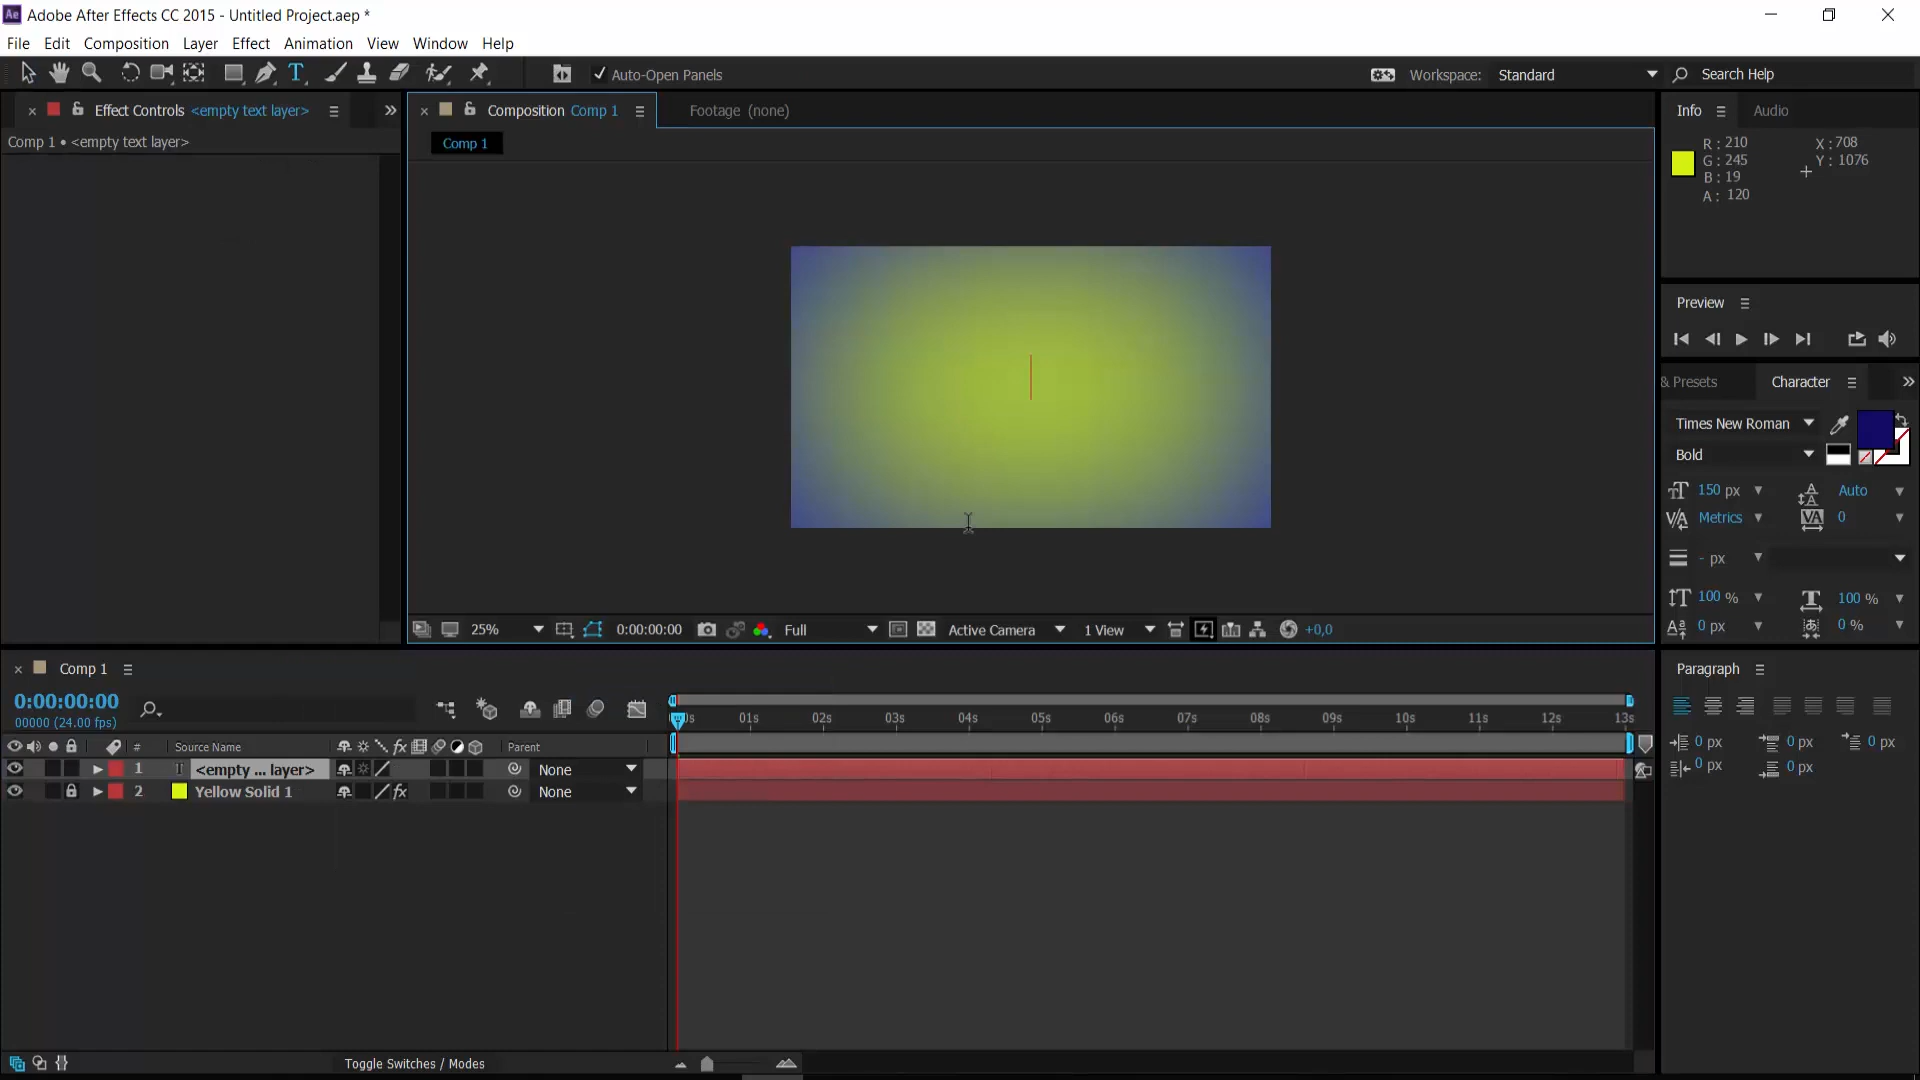 Adobe After Effects CC 2015 - Untitled Project.aep *
File Edit Composition Layer Effect Animation View Window Help
Auto-Open Panels
Workspace: Standard
Search Help
Effect Controls <empty text layer>
Comp 1 • <empty text layer>
Composition Comp 1
Footage (none)
Comp 1
Info Audio
R : 210
G : 245
B : 19
A : 120
X : 708
Y : 1076
Preview
& Presets Character
Times New Roman
Bold
150 px Auto
Metrics 0
- px
100 % 100 %
0 px 0 %
25% 0:00:00:00 Full Active Camera 1 View +0,0
Comp 1
0:00:00:00
00000 (24.00 fps)
01s 02s 03s 04s 05s 06s 07s 08s 09s 10s 11s 12s 13s
# Source Name Parent
1 T <empty ... layer> None
2 Yellow Solid 1 fx None
Toggle Switches / Modes
Paragraph
0 px 0 px 0 px
0 px 0 px